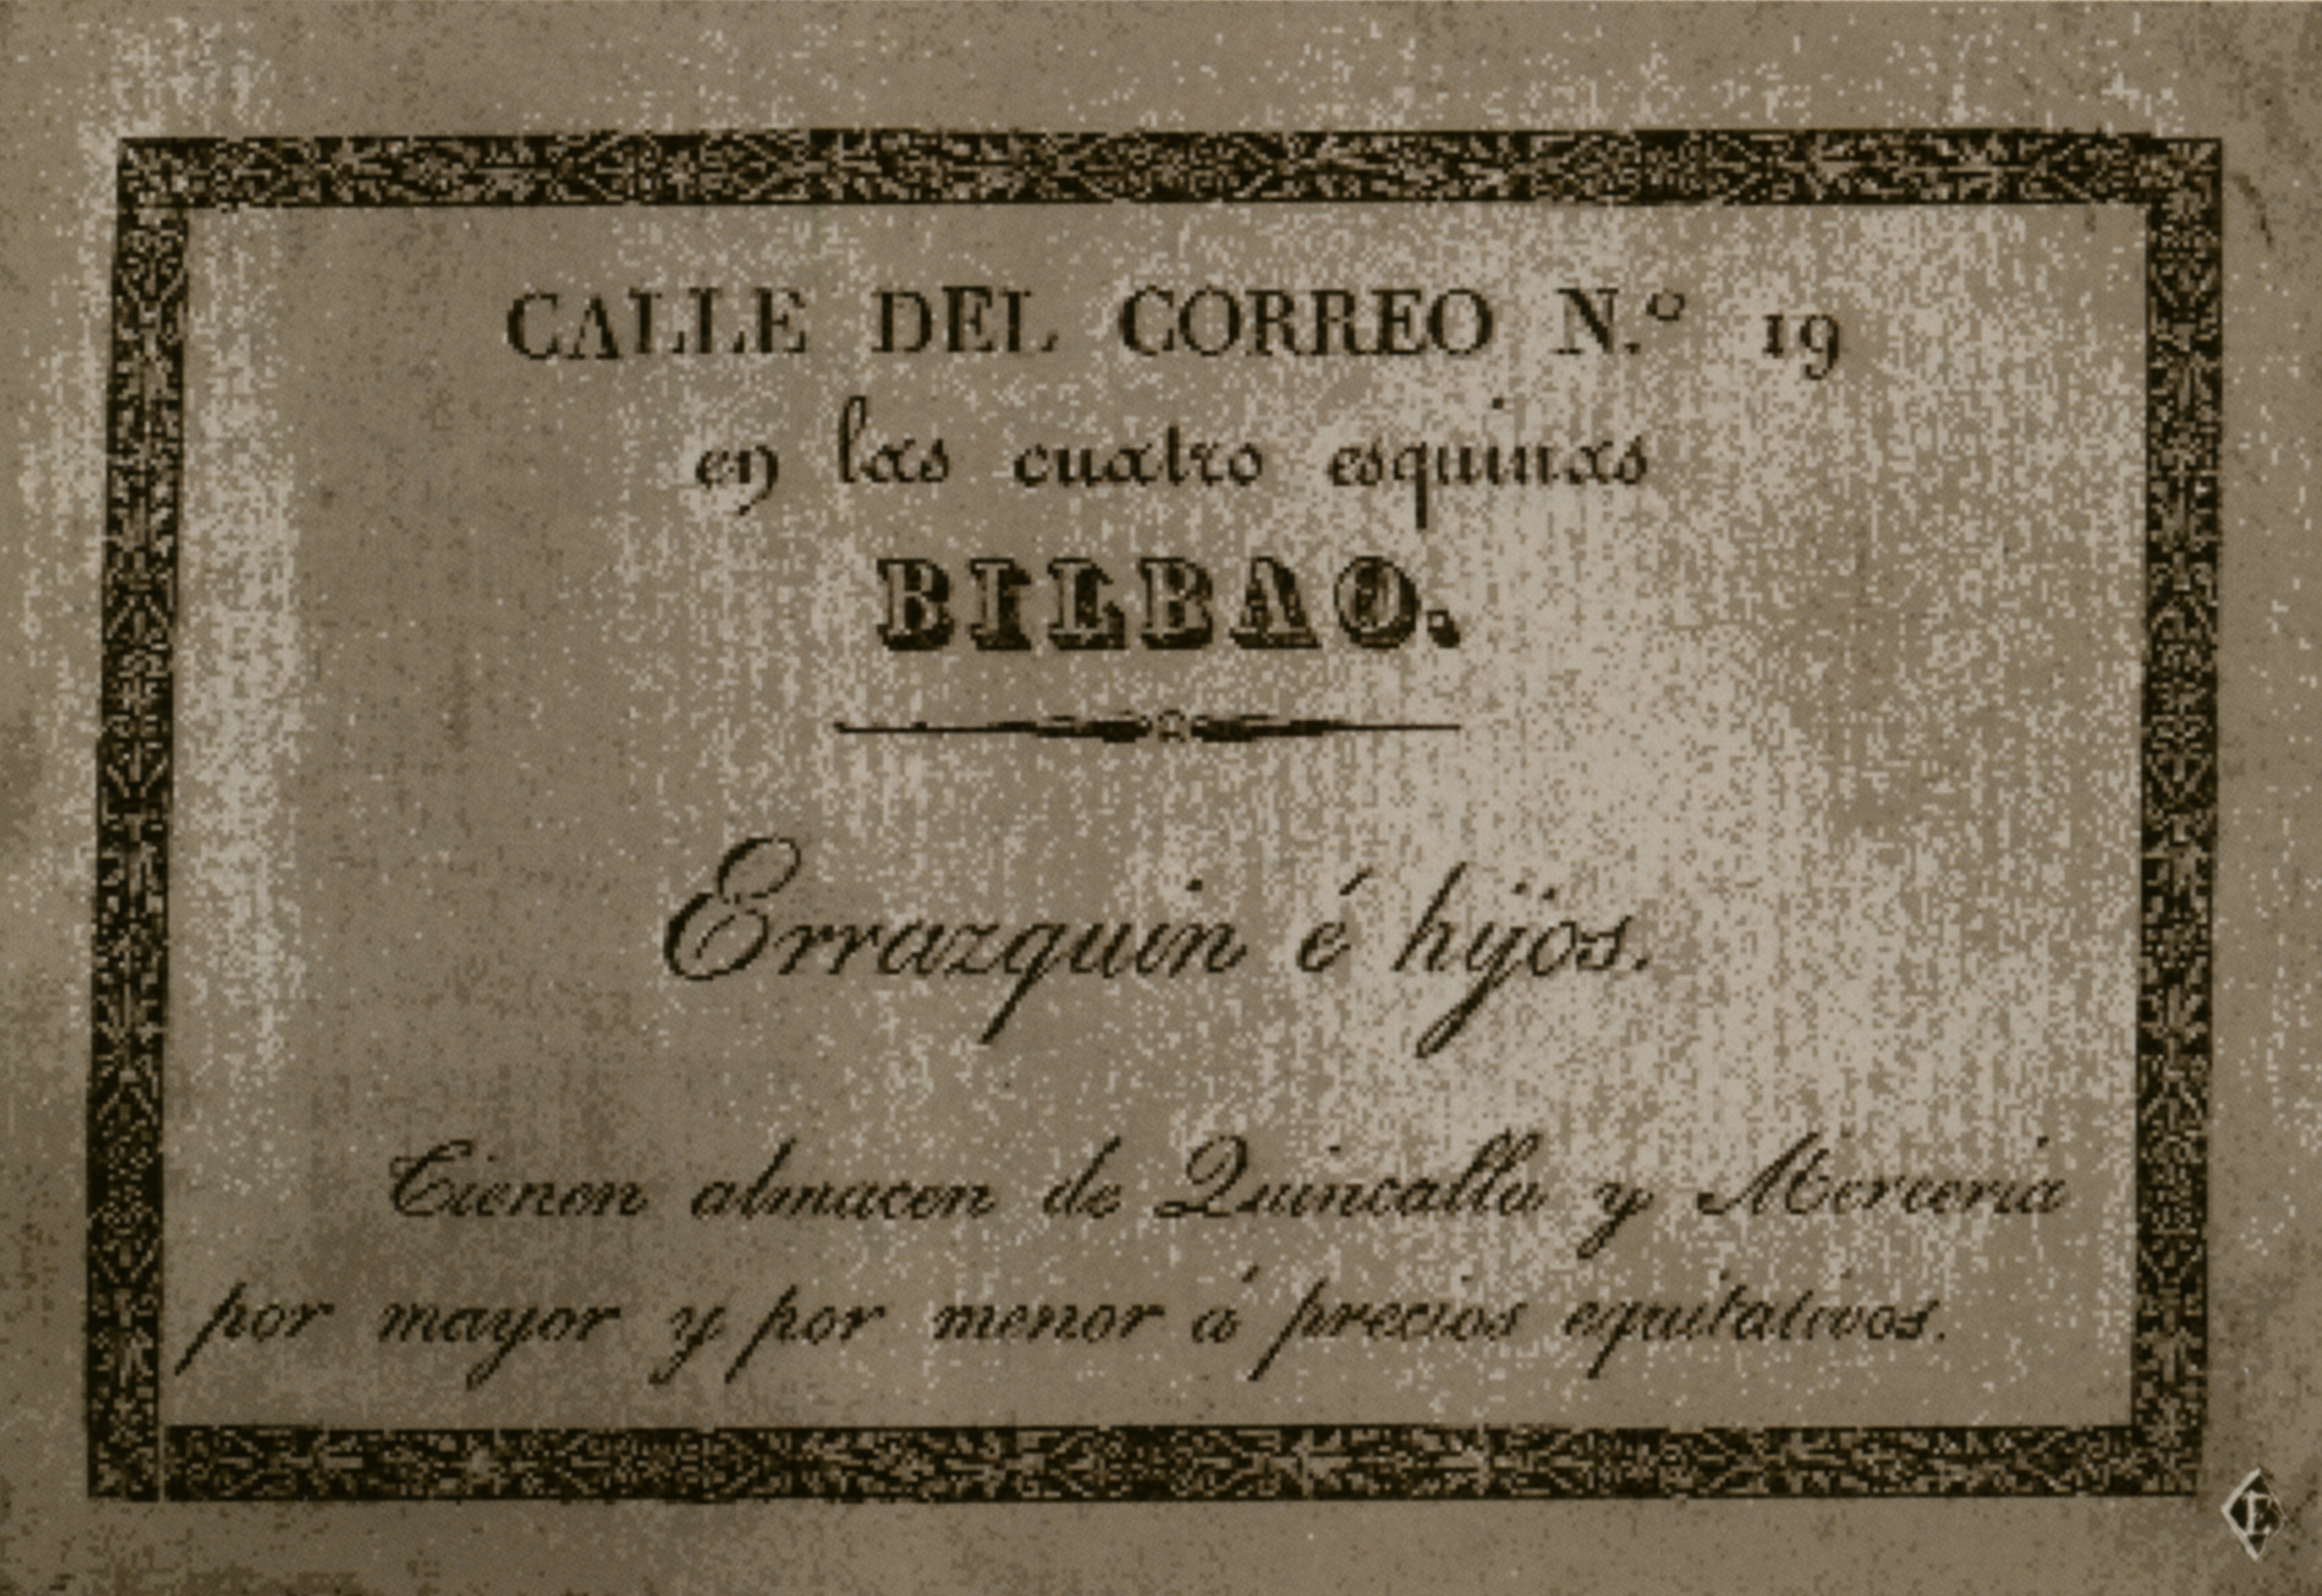 CALLE DEL CORREO N.º 19
en las cuatro esquinas
BILBAO.
Errazquin é hijos.
Tienen almacen de Quincalla y Merceria
por mayor y por menor á precios equitativos.
E